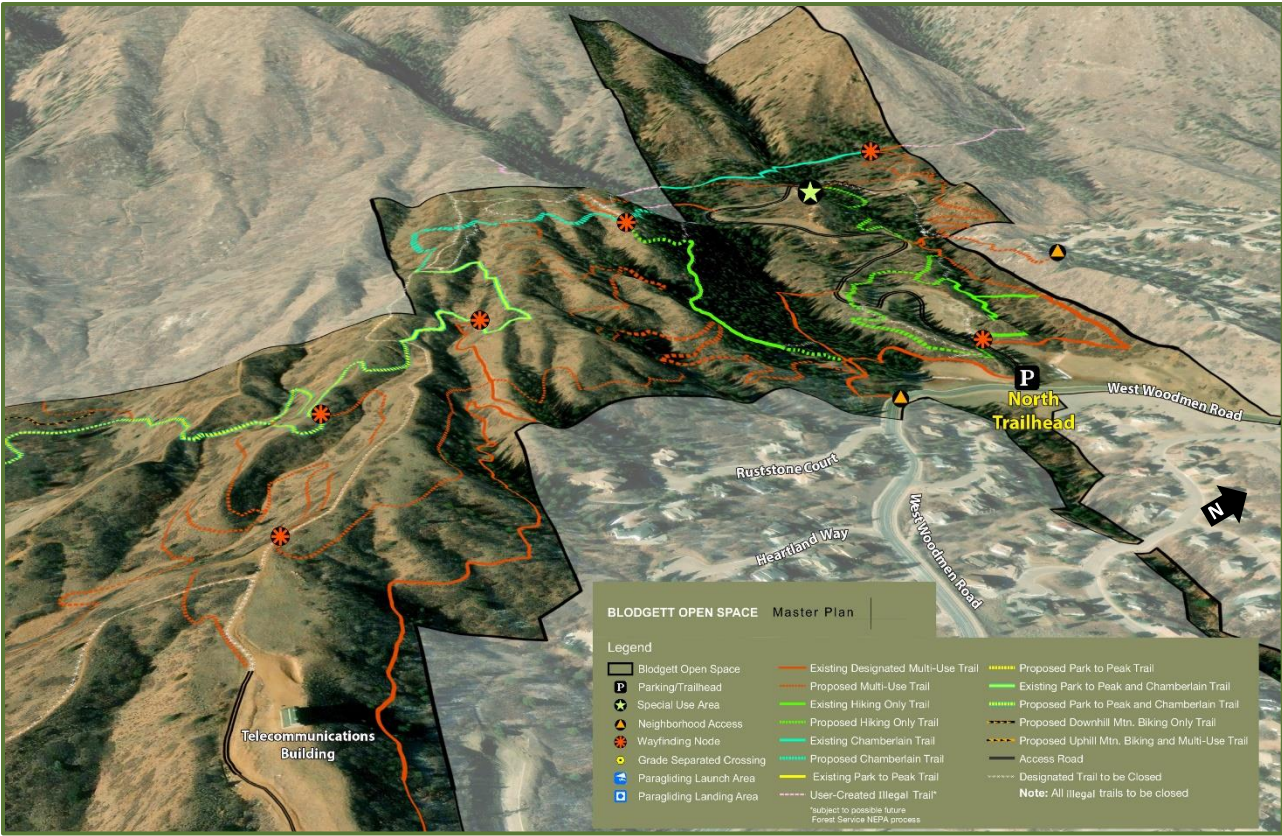 P
North
Trailhead
West Woodmen Road
Ruststone Court
West Woodmen Road
Heartland Way
N
Telecommunications
Building
BLODGETT OPEN SPACE Master Plan
Legend
Blodgett Open Space
P Parking/Trailhead
Special Use Area
Neighborhood Access
Wayfinding Node
Grade Separated Crossing
Paragliding Launch Area
Paragliding Landing Area
Existing Designated Multi-Use Trail
Proposed Multi-Use Trail
Existing Hiking Only Trail
Proposed Hiking Only Trail
Existing Chamberlain Trail
Proposed Chamberlain Trail
Existing Park to Peak Trail
User-Created Illegal Trail*
*subject to possible future
Forest Service NEPA process
Proposed Park to Peak Trail
Existing Park to Peak and Chamberlain Trail
Proposed Park to Peak and Chamberlain Trail
Proposed Downhill Mtn. Biking Only Trail
Proposed Uphill Mtn. Biking and Multi-Use Trail
Access Road
Designated Trail to be Closed
Note: All illegal trails to be closed